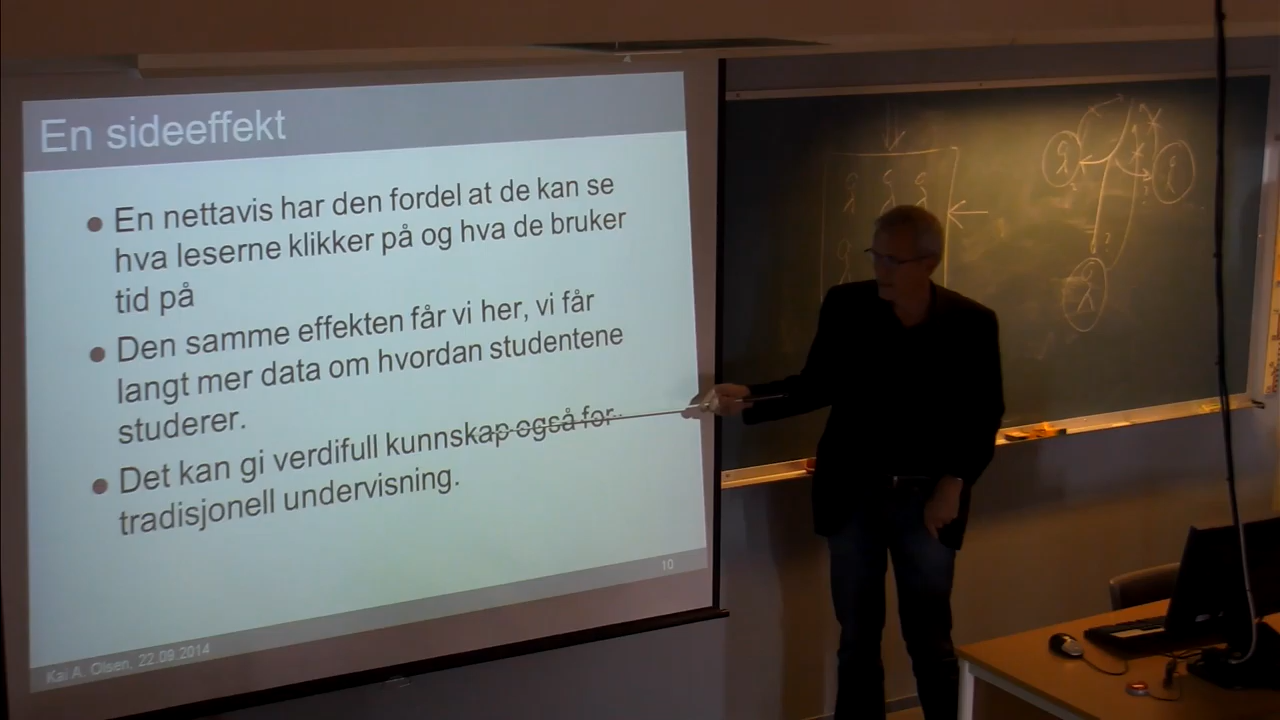 En sideeffekt
En nettavis har den fordel at de kan se
hva leserne klikker på og hva de bruker
tid på
Den samme effekten får vi her, vi får
langt mer data om hvordan studentene
studerer.
Det kan gi verdifull kunnskap også for
tradisjonell undervisning.
10
Kai A. Olsen, 22.09.2014